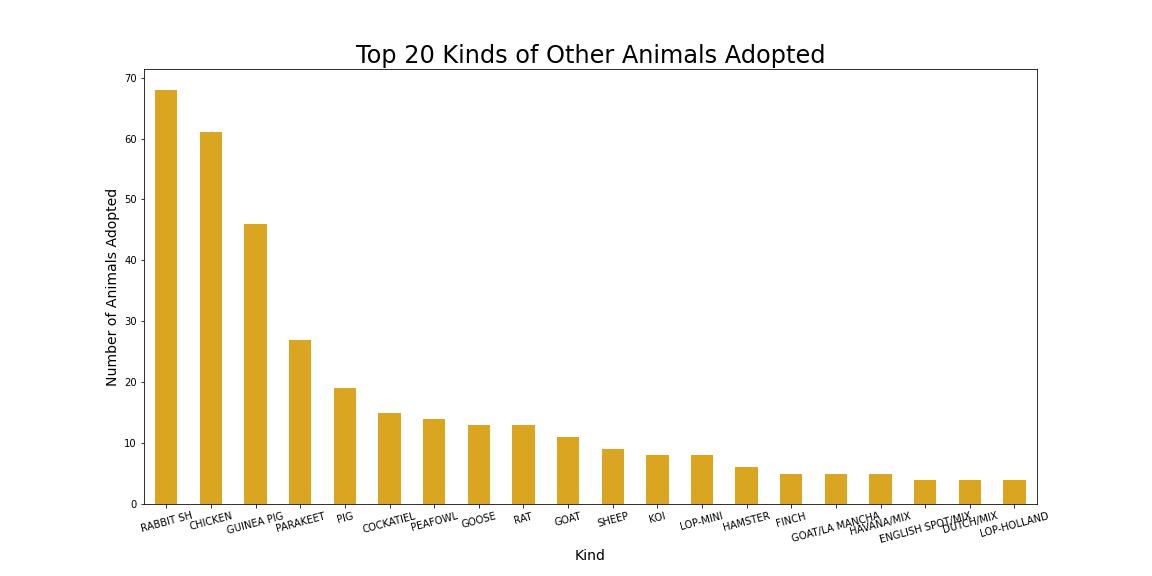 Top 20 Kinds of Other Animals Adopted
Number of Animals Adopted
70
60
50
40
30
20
10
0
RABBIT SH
CHICKEN
GUINEA PIG
PARAKEET
PIG
COCKATIEL
PEAFOWL
GOOSE
RAT
GOAT
SHEEP
KOI
LOP-MINI
HAMSTER
FINCH
GOAT/LA MANCHA
HAVANA/MIX
ENGLISH SPOT/MIX
DUTCH/MIX
LOP-HOLLAND
Kind